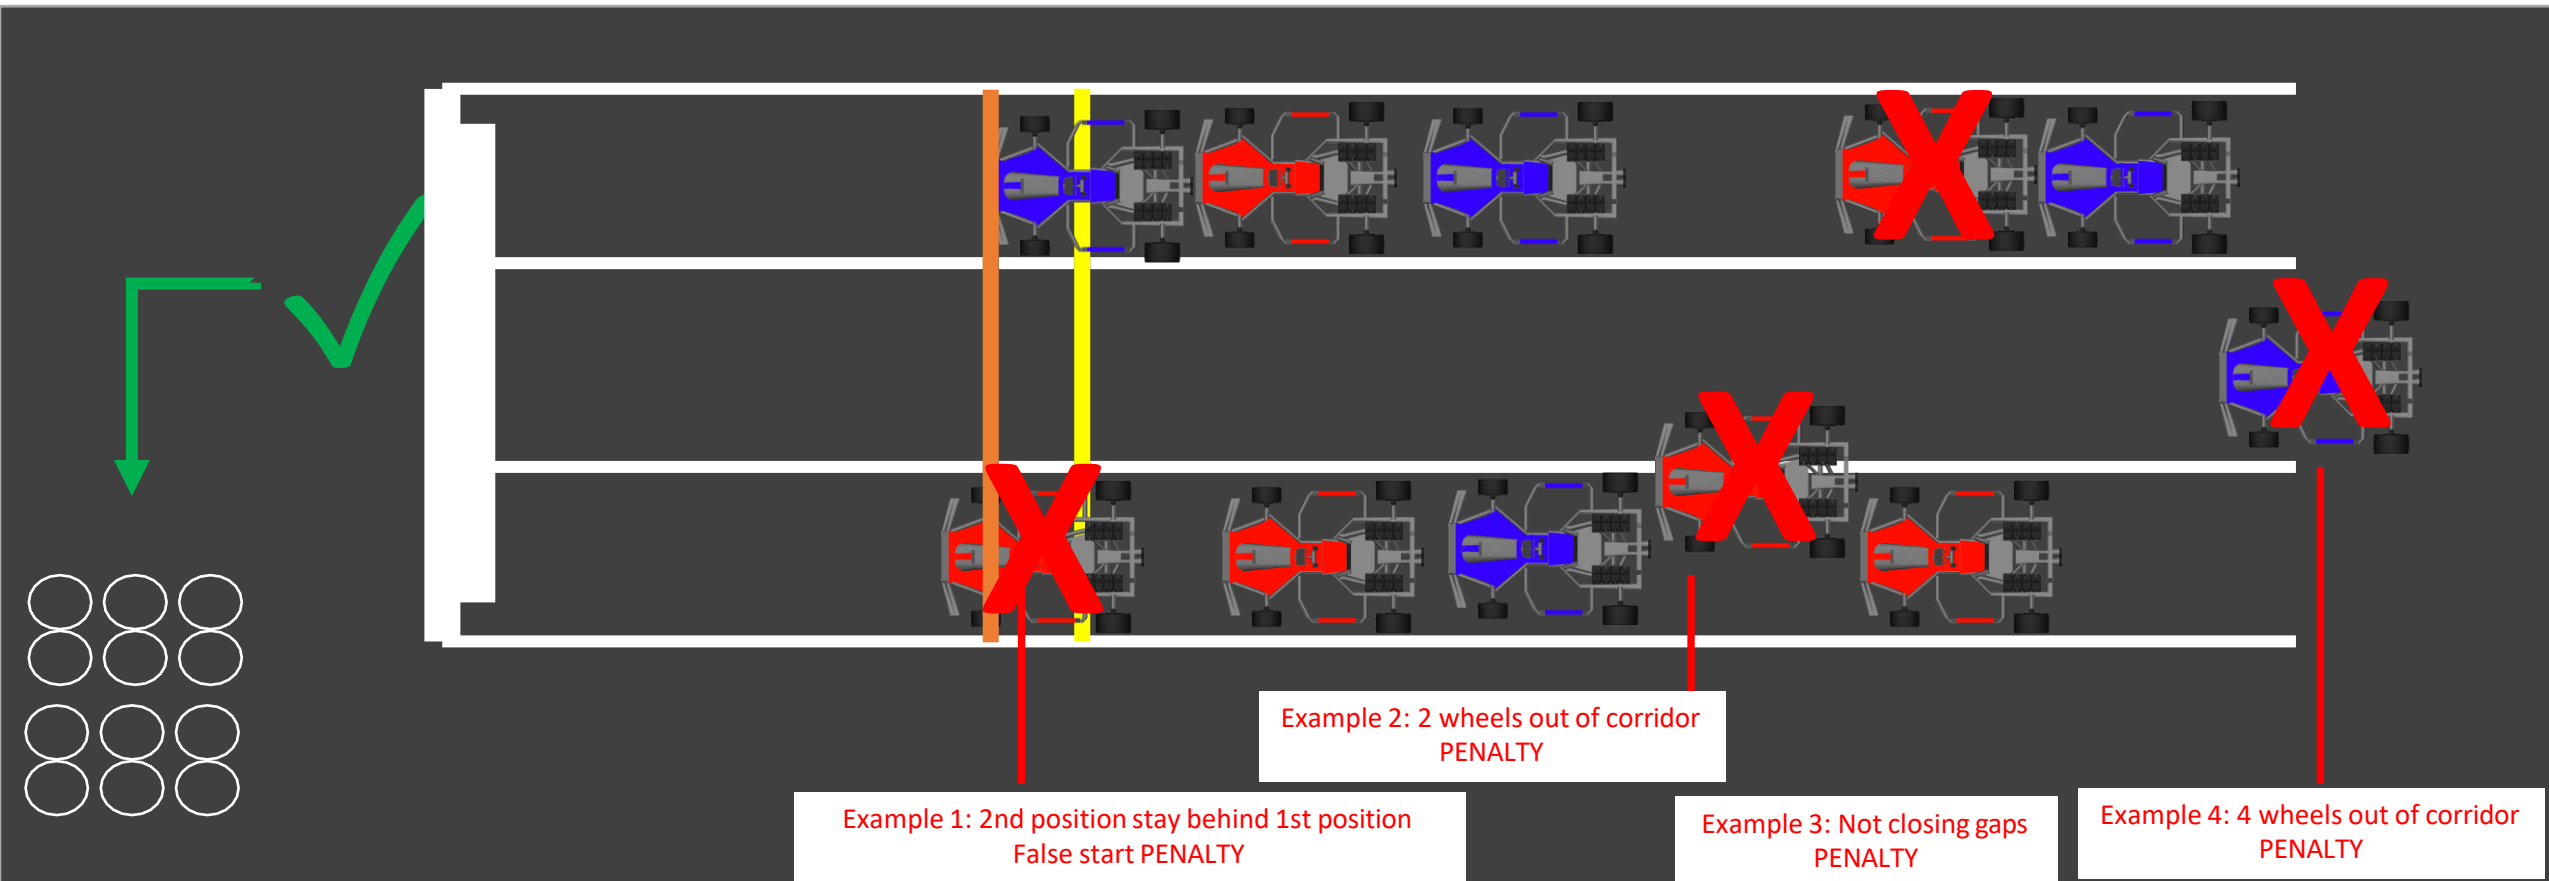 Example 2: 2 wheels out of corridor
PENALTY
Example 1: 2nd position stay behind 1st position
False start PENALTY
Example 3: Not closing gaps
PENALTY
Example 4: 4 wheels out of corridor
PENALTY